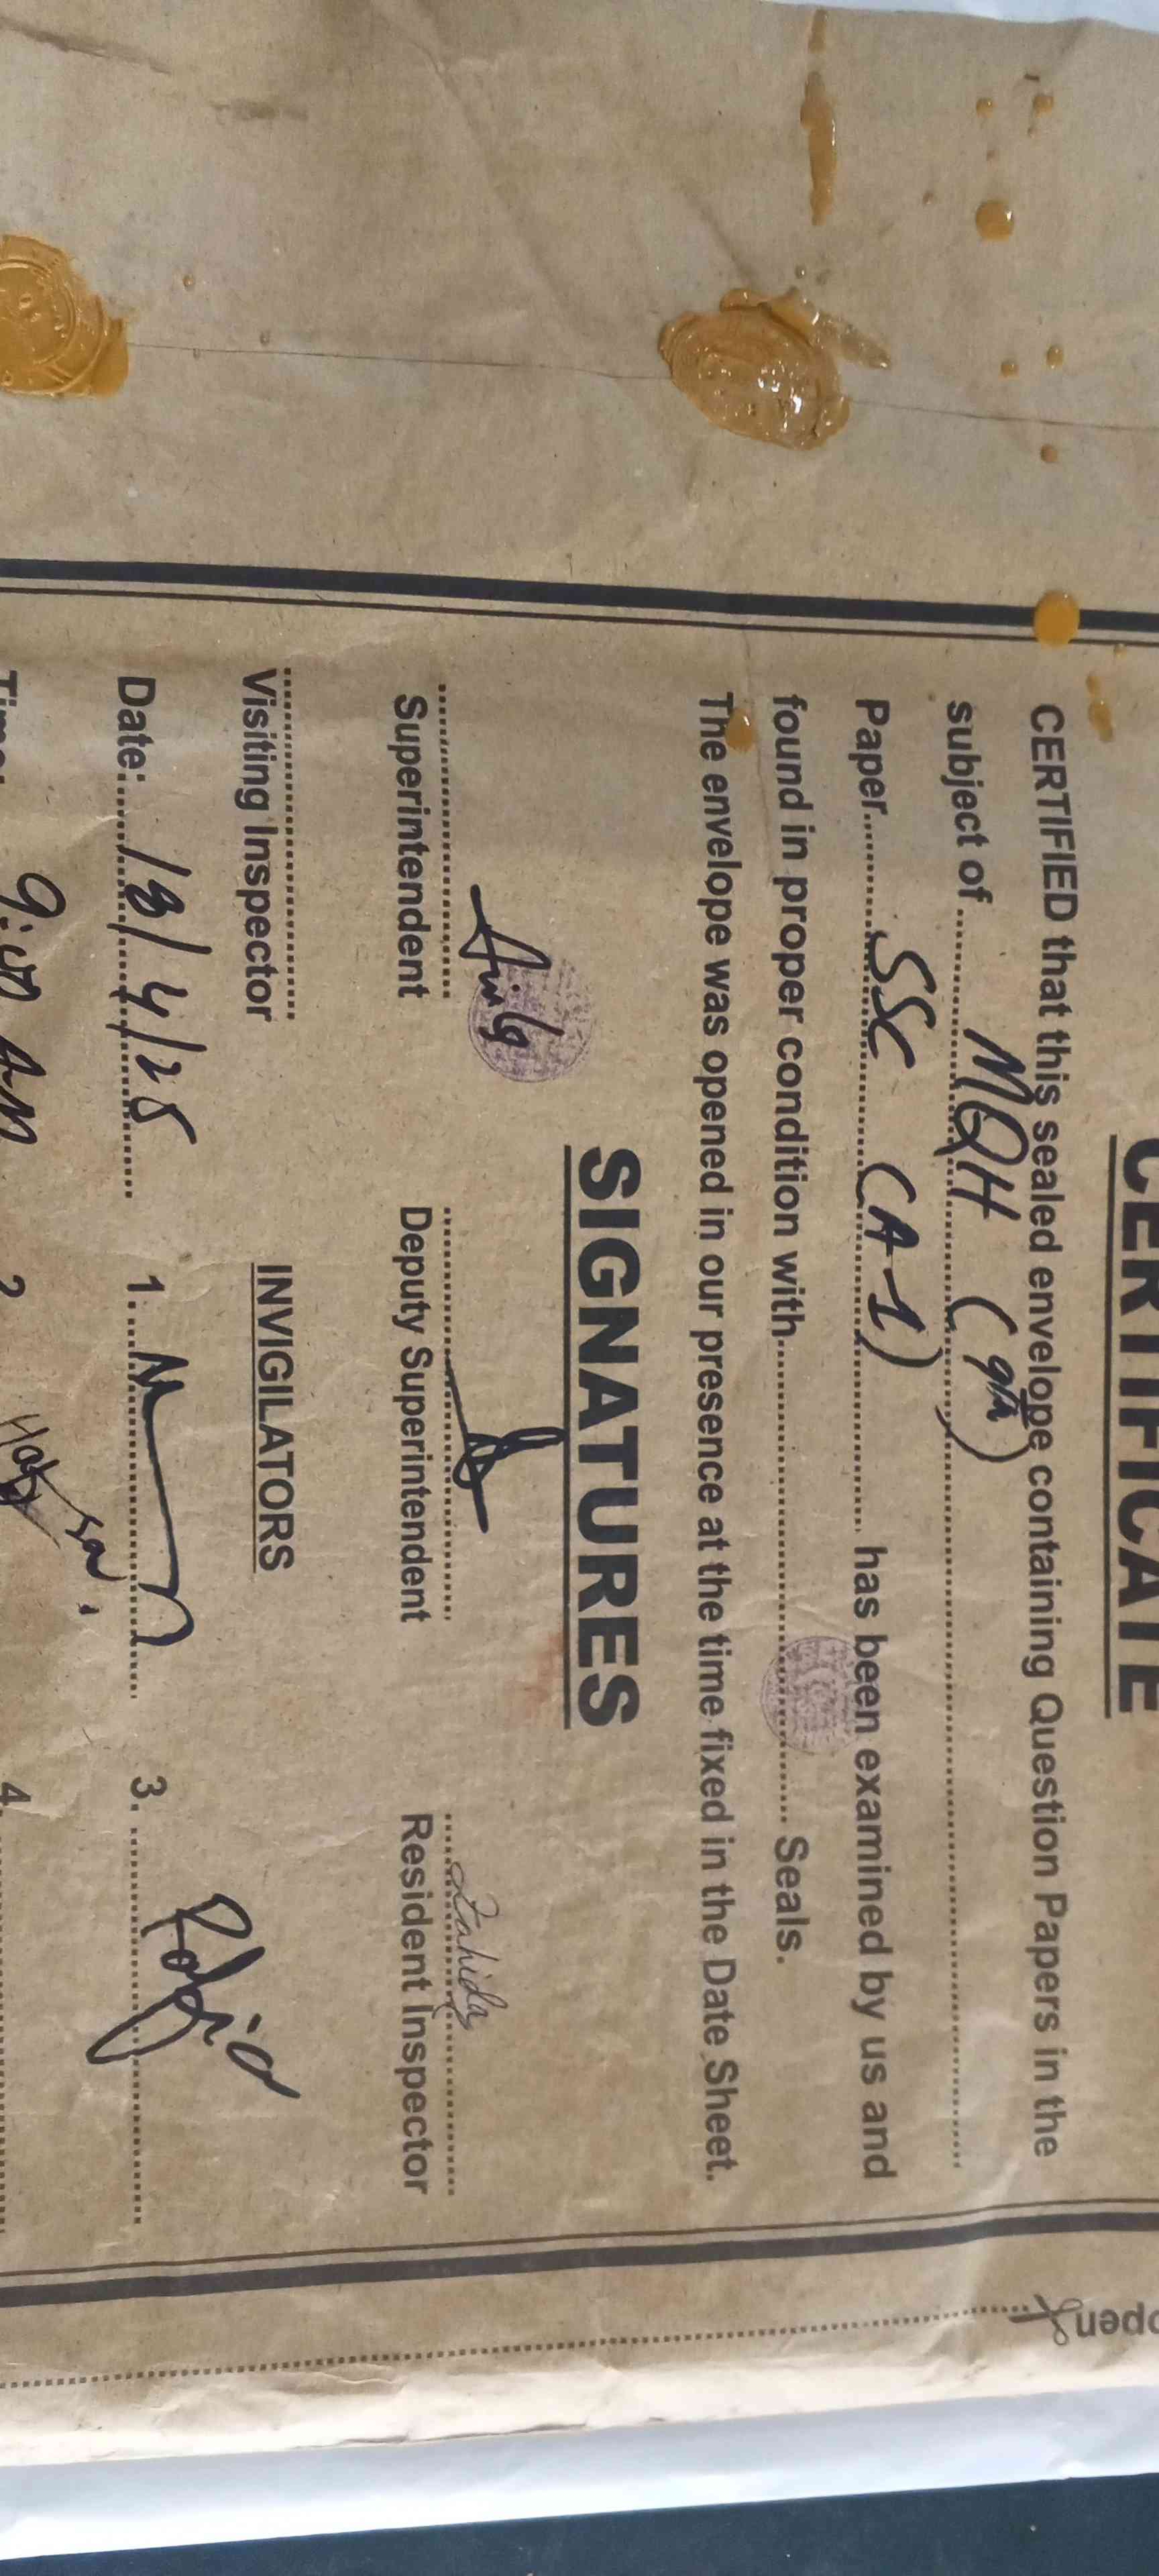 CERTIFICATE
CERTIFIED that this sealed envelope containing Question Papers in the
subject of ........ MQH (9th) ........
Paper........ SSC (A-1) ........ has been examined by us and
found in proper condition with................ Seals.
The envelope was opened in our presence at the time fixed in the Date Sheet.
SIGNATURES
Zahida
Superintendent Deputy Superintendent Resident Inspector
Visiting Inspector
INVIGILATORS
Date: 18/4/25 1. 3.
Time: 9:00 AM 2 4.
open